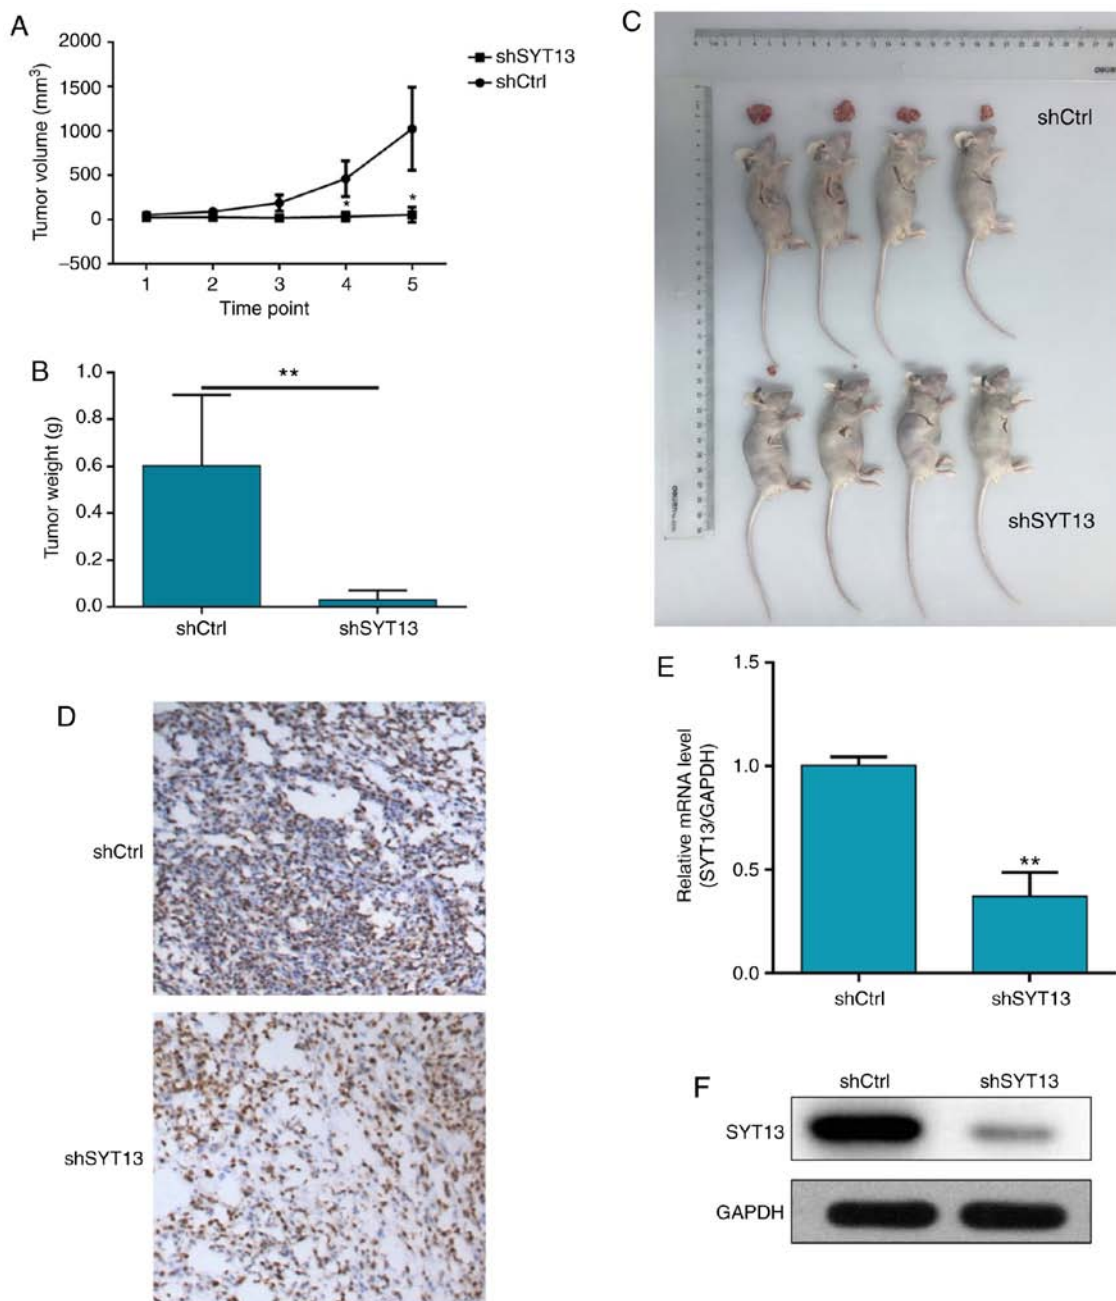 A
2000
1500
1000
500
0
−500
Tumor volume (mm³)
1
2
3
4
5
Time point
shSYT13
shCtrl
*
*
B
1.0
0.8
0.6
0.4
0.2
0.0
Tumor weight (g)
**
shCtrl
shSYT13
C
shCtrl
shSYT13
D
shCtrl
shSYT13
E
1.5
1.0
0.5
0.0
Relative mRNA level
(SYT13/GAPDH)
**
shCtrl
shSYT13
F
shCtrl
shSYT13
SYT13
GAPDH